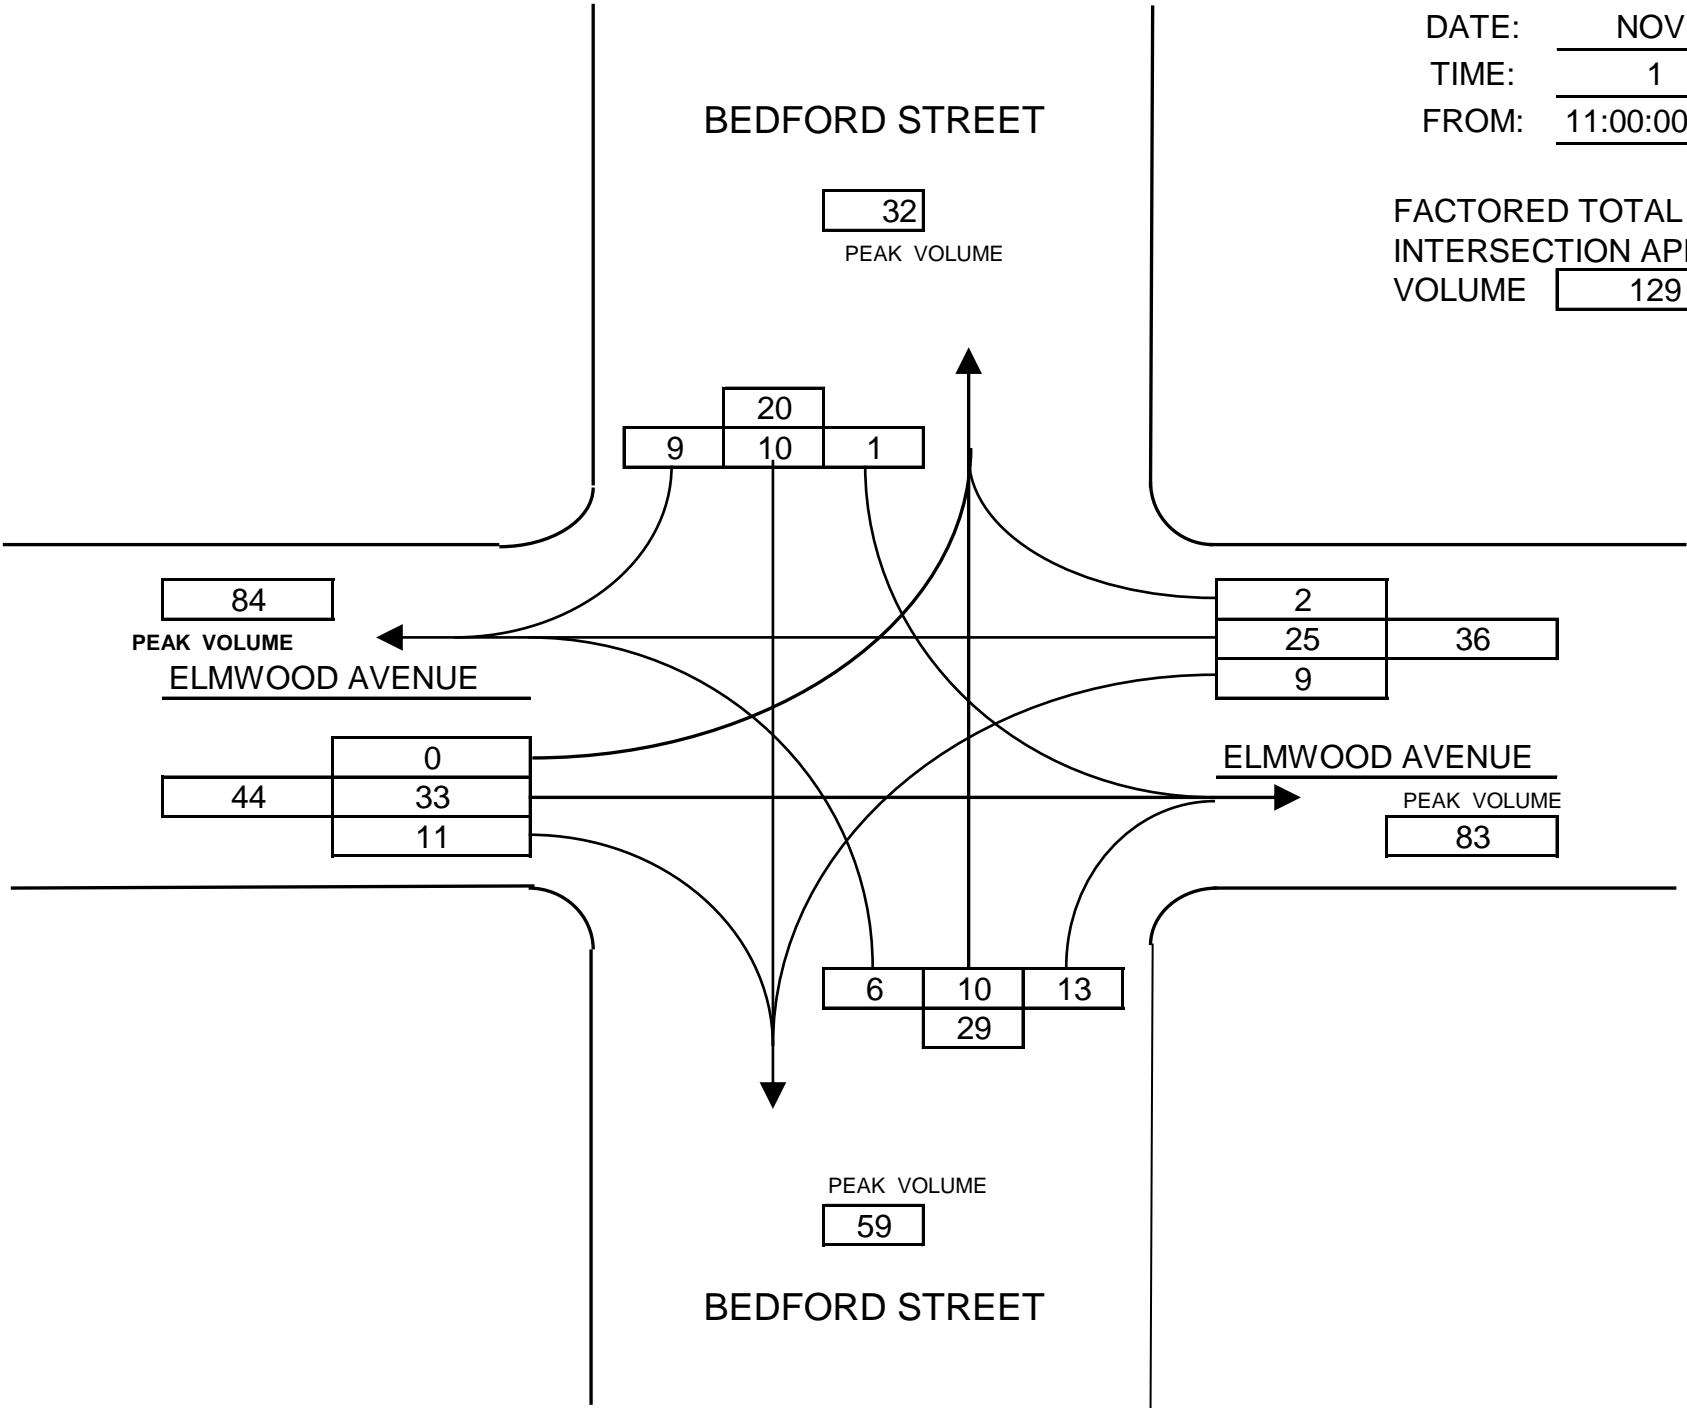 DATE: NOV
TIME: 1
FROM: 11:00:00
BEDFORD STREET
32
PEAK VOLUME
FACTORED TOTAL
INTERSECTION AP
VOLUME 129
20
9 10 1
84
PEAK VOLUME
ELMWOOD AVENUE
2
25 36
9
0
44 33
11
ELMWOOD AVENUE
PEAK VOLUME
83
6 10 13
29
PEAK VOLUME
59
BEDFORD STREET